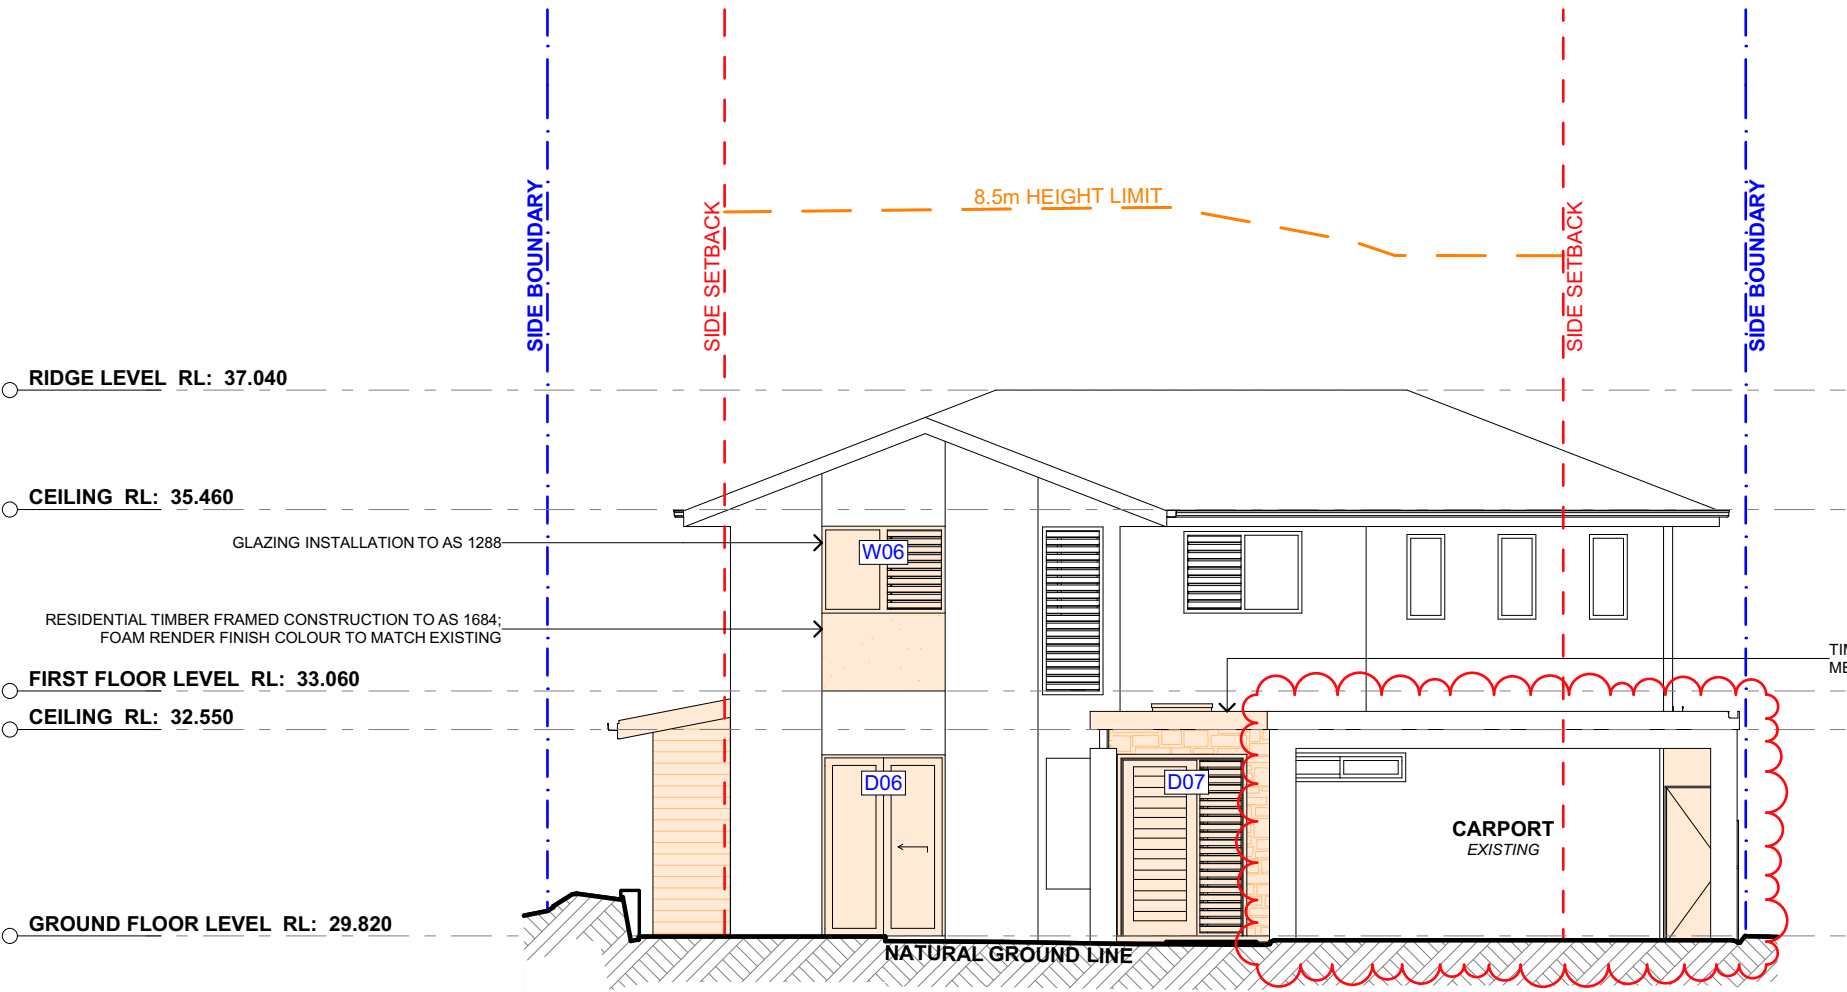 8.5m HEIGHT LIMIT
SIDE BOUNDARY
SIDE SETBACK
SIDE SETBACK
SIDE BOUNDARY
RIDGE LEVEL RL: 37.040
CEILING RL: 35.460
GLAZING INSTALLATION TO AS 1288
W06
RESIDENTIAL TIMBER FRAMED CONSTRUCTION TO AS 1684;
FOAM RENDER FINISH COLOUR TO MATCH EXISTING
TIM
ME
FIRST FLOOR LEVEL RL: 33.060
CEILING RL: 32.550
D06
D07
CARPORT
EXISTING
GROUND FLOOR LEVEL RL: 29.820
NATURAL GROUND LINE